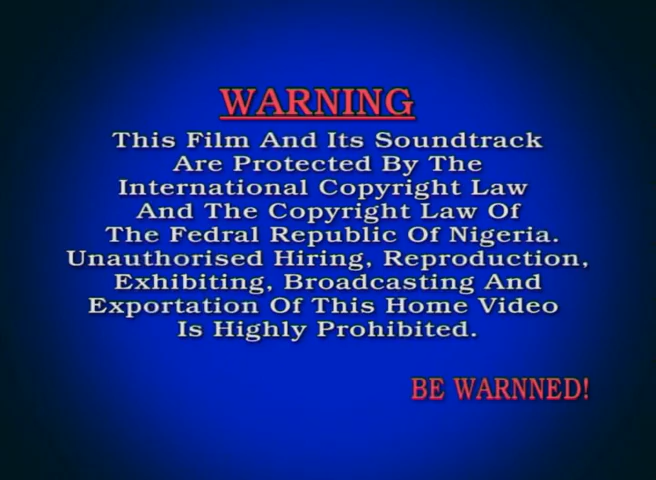 WARNING
This Film And Its Soundtrack
Are Protected By The
International Copyright Law
And The Copyright Law Of
The Fedral Republic Of Nigeria.
Unauthorised Hiring, Reproduction,
Exhibiting, Broadcasting And
Exportation Of This Home Video
Is Highly Prohibited.
BE WARNNED!